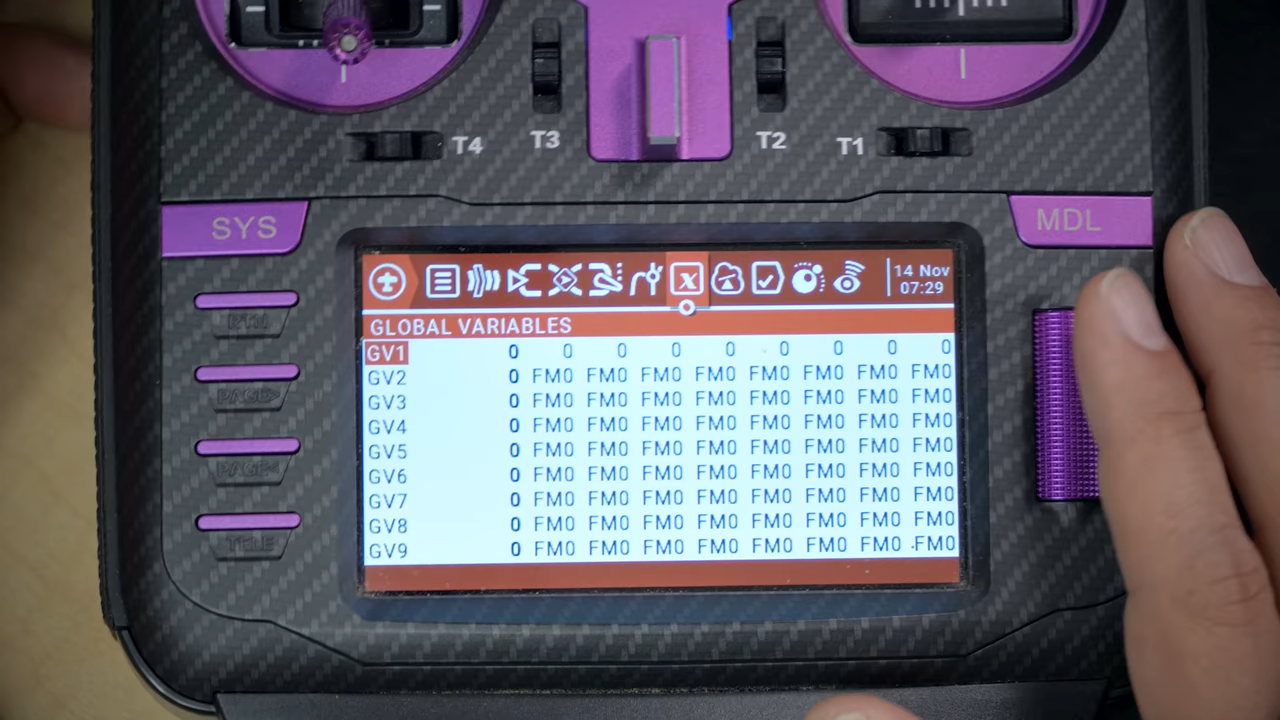 T4 T3 T2 T1
SYS MDL
14 Nov
07:29
RTN
GLOBAL VARIABLES
GV1 0 0 0 0 0 0 0 0 0
GV2 0 FM0 FM0 FM0 FM0 FM0 FM0 FM0 FM0
GV3 0 FM0 FM0 FM0 FM0 FM0 FM0 FM0 FM0
PAGE>
GV4 0 FM0 FM0 FM0 FM0 FM0 FM0 FM0 FM0
GV5 0 FM0 FM0 FM0 FM0 FM0 FM0 FM0 FM0
PAGE<
GV6 0 FM0 FM0 FM0 FM0 FM0 FM0 FM0 FM0
GV7 0 FM0 FM0 FM0 FM0 FM0 FM0 FM0 FM0
GV8 0 FM0 FM0 FM0 FM0 FM0 FM0 FM0 FM0
TELE
GV9 0 FM0 FM0 FM0 FM0 FM0 FM0 FM0 FM0